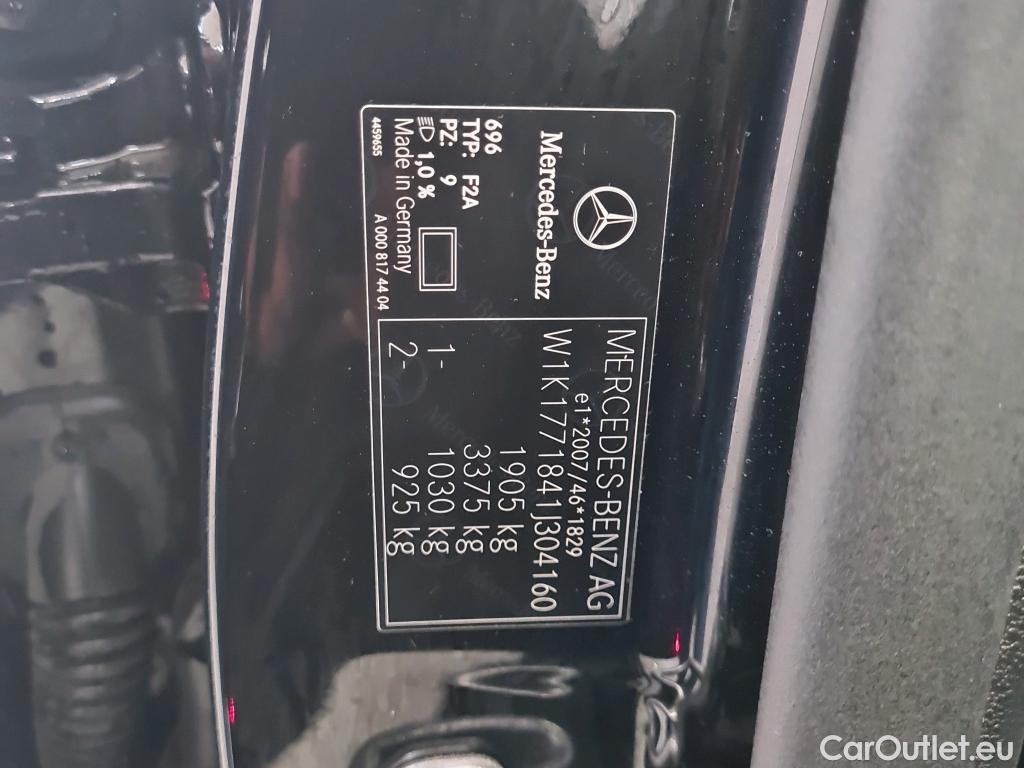 Mercedes-Benz
696
TYP: F2A
PZ: 9
1,0 %
Made in Germany
4459655
A 000 817 44 04
MERCEDES-BENZ AG
e1*2007/46*1829
W1K1771841J304160
1905 kg
3375 kg
1- 1030 kg
2- 925 kg
CarOutlet.eu